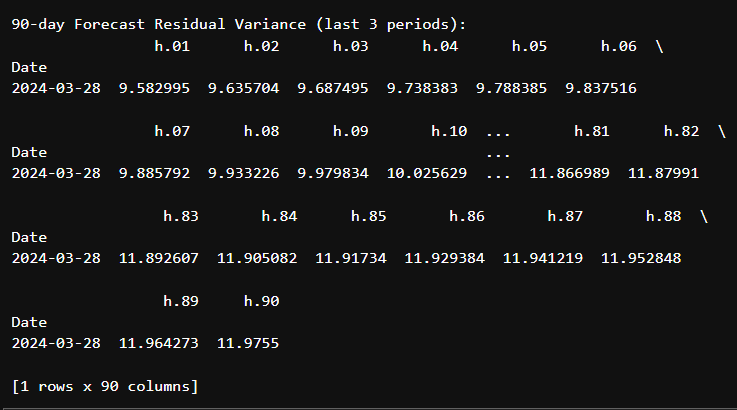 90-day Forecast Residual Variance (last 3 periods):
h.01 h.02 h.03 h.04 h.05 h.06 \
Date
2024-03-28 9.582995 9.635704 9.687495 9.738383 9.788385 9.837516
h.07 h.08 h.09 h.10 ... h.81 h.82 \
Date ...
2024-03-28 9.885792 9.933226 9.979834 10.025629 ... 11.866989 11.87991
h.83 h.84 h.85 h.86 h.87 h.88 \
Date
2024-03-28 11.892607 11.905082 11.91734 11.929384 11.941219 11.952848
h.89 h.90
Date
2024-03-28 11.964273 11.9755
[1 rows x 90 columns]